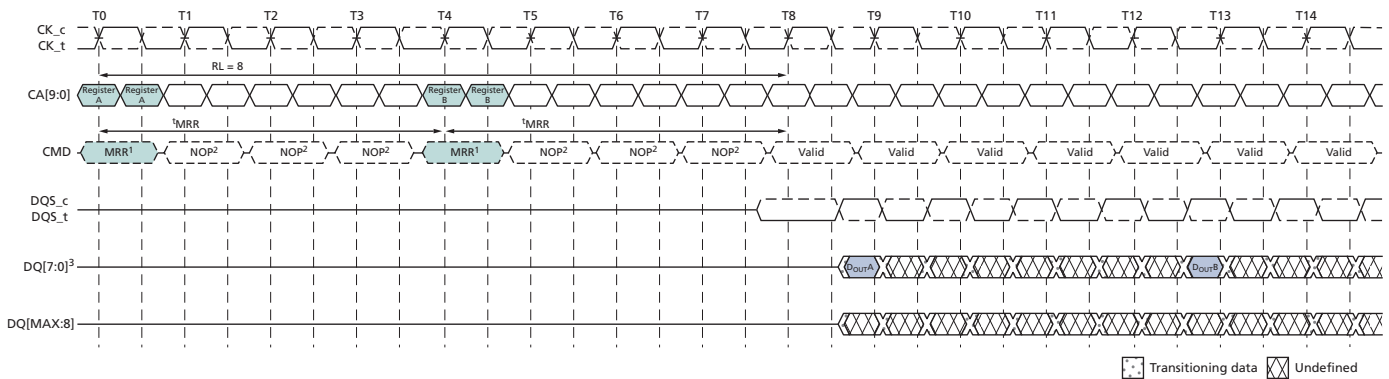 T0 T1 T2 T3 T4 T5 T6 T7 T8 T9 T10 T11 T12 T13 T14
CK_c
CK_t
RL = 8
CA[9:0] Register A Register A Register B Register B
tMRR tMRR
CMD MRR1 NOP2 NOP2 NOP2 MRR1 NOP2 NOP2 NOP2 Valid Valid Valid Valid Valid Valid Valid
DQS_c
DQS_t
DQ[7:0]3 DOUTA DOUTB
DQ[MAX:8]
Transitioning data Undefined